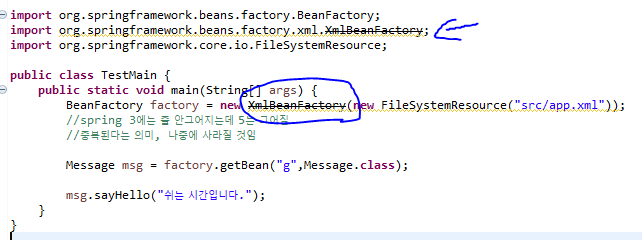 import org.springframework.beans.factory.BeanFactory;
import org.springframework.beans.factory.xml.XmlBeanFactory;
import org.springframework.core.io.FileSystemResource;
public class TestMain {
public static void main(String[] args) {
BeanFactory factory = new XmlBeanFactory(new FileSystemResource("src/app.xml"));
//spring 3에는 줄 안그어지는데 5는 그어짐
//중복된다는 의미, 나중에 사라질 것임
Message msg = factory.getBean("g",Message.class);
msg.sayHello("쉬는 시간입니다.");
}
}